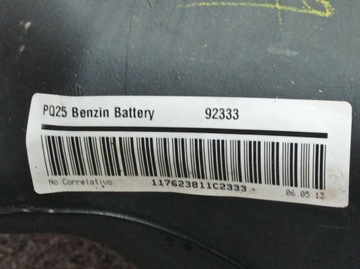 PQ25 Benzin Battery 92333
No Correlativo 117623811C2333 06 05 13